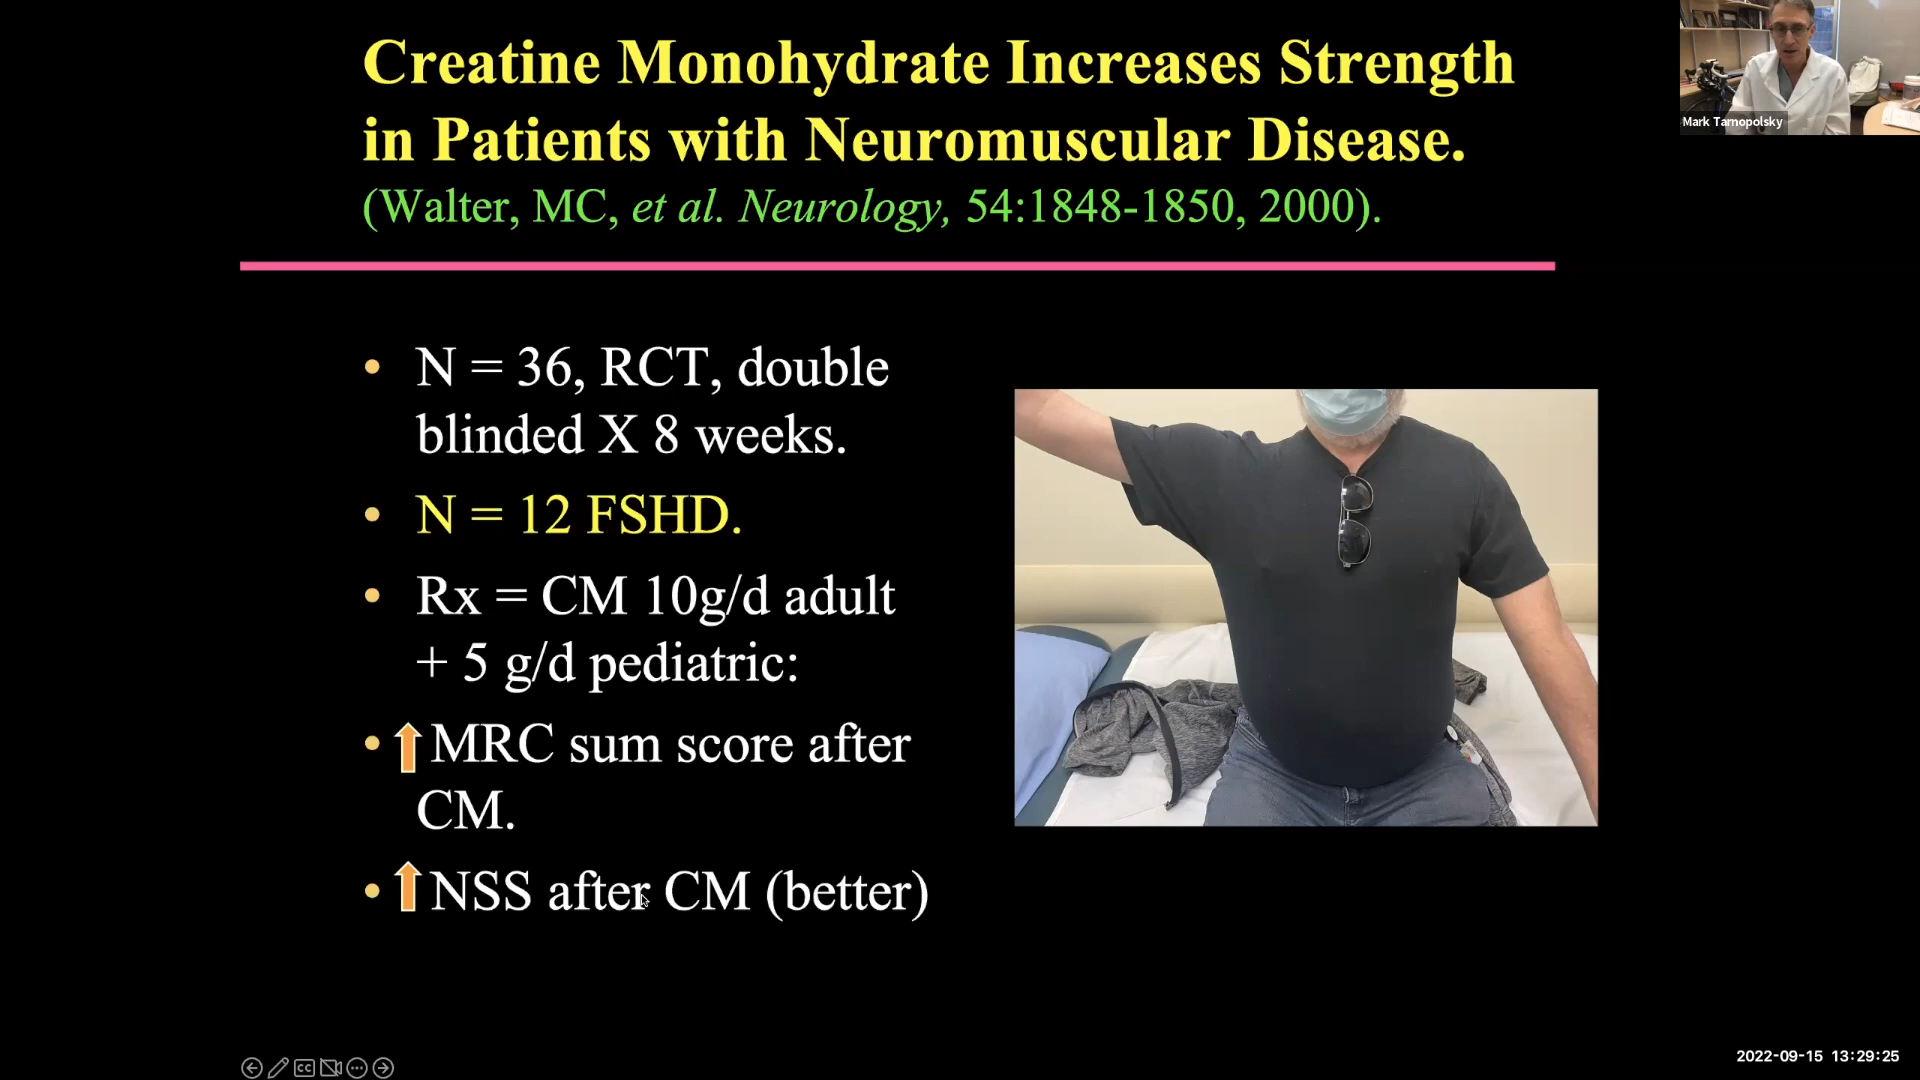 Creatine Monohydrate Increases Strength
in Patients with Neuromuscular Disease.
(Walter, MC, et al. Neurology, 54:1848-1850, 2000).
Mark Tarnopolsky
• N = 36, RCT, double
blinded X 8 weeks.
• N = 12 FSHD.
• Rx = CM 10g/d adult
+ 5 g/d pediatric:
• ↑ MRC sum score after
CM.
• ↑ NSS after CM (better)
CC
2022-09-15 13:29:25